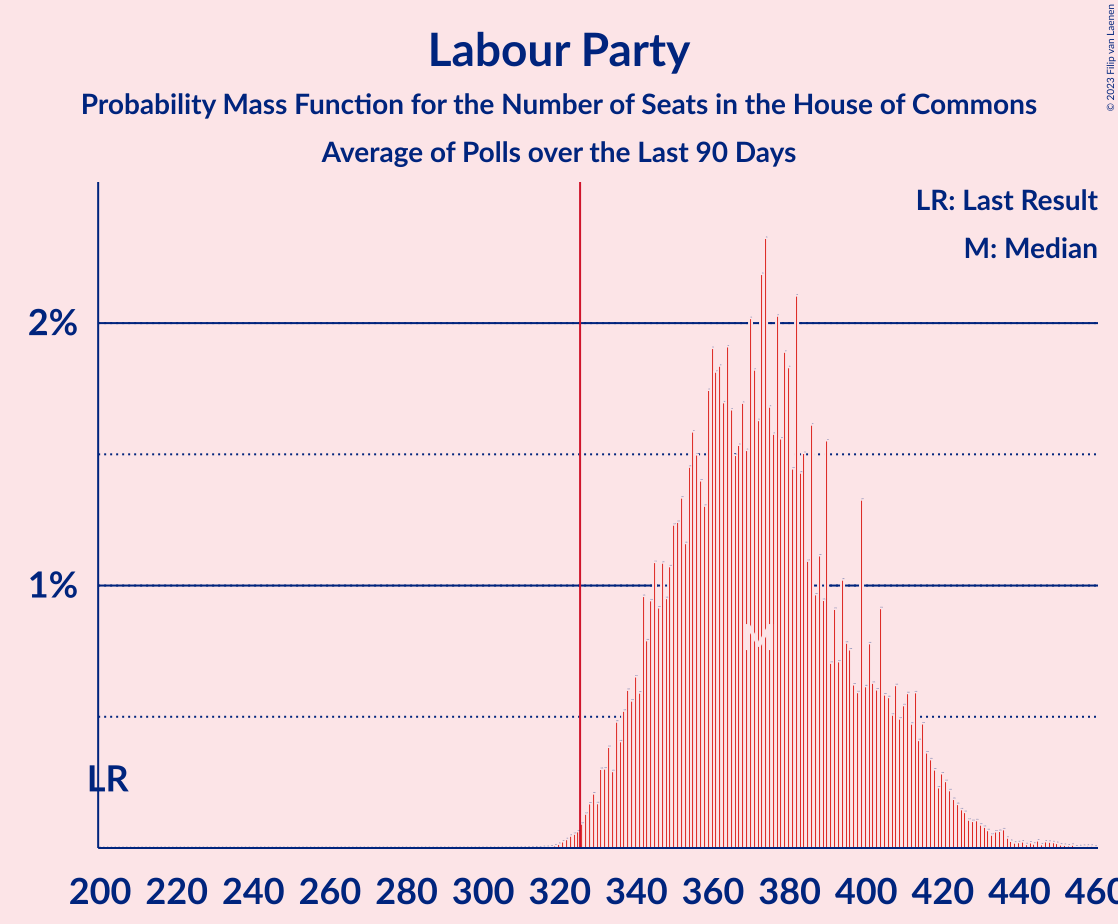 Labour Party
Probability Mass Function for the Number of Seats in the House of Commons
Average of Polls over the Last 90 Days
© 2023 Filip van Laenen
LR: Last Result
M: Median
2%
1%
M
LR
200 220 240 260 280 300 320 340 360 380 400 420 440 460